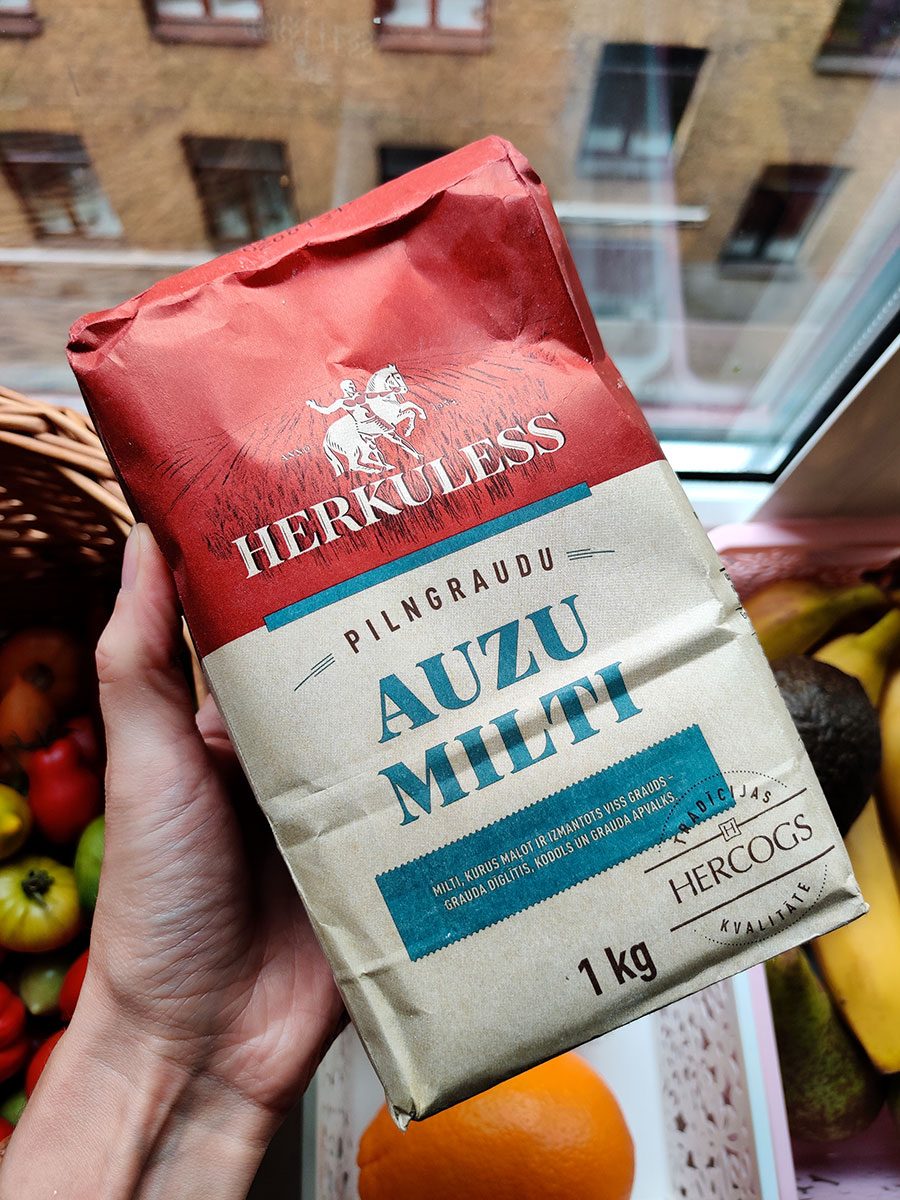 ANNO
HERKULESS
PILNGRAUDU
AUZU
MILTI
MILTI, KURUS MALOT IR IZMANTOTS VISS GRAUDS –
GRAUDA DĪGLĪTIS, KODOLS UN GRAUDA APVALKS.
TRADĪCIJAS
H
HERCOGS
KVALITĀTE
1 kg